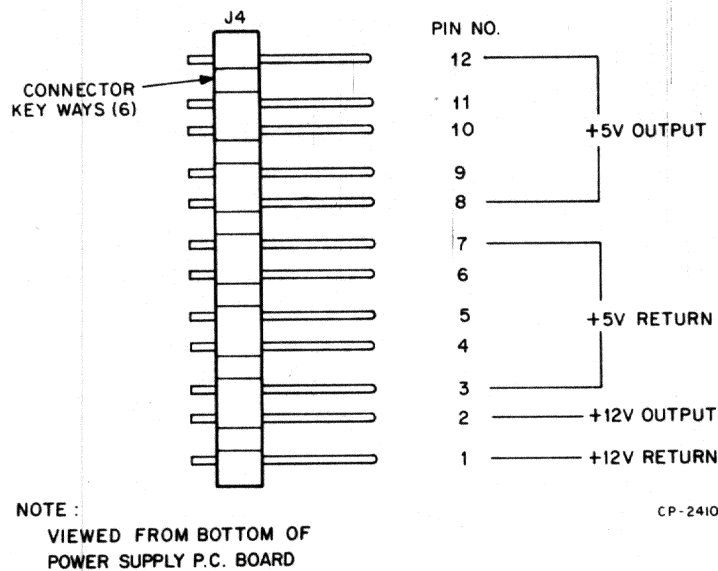 J4
PIN NO.
CONNECTOR
KEY WAYS (6)
12
11
10
9
8
+5V OUTPUT
7
6
5
4
3
+5V RETURN
2
+12V OUTPUT
1
+12V RETURN
NOTE :
VIEWED FROM BOTTOM OF
POWER SUPPLY P.C. BOARD
CP-2410